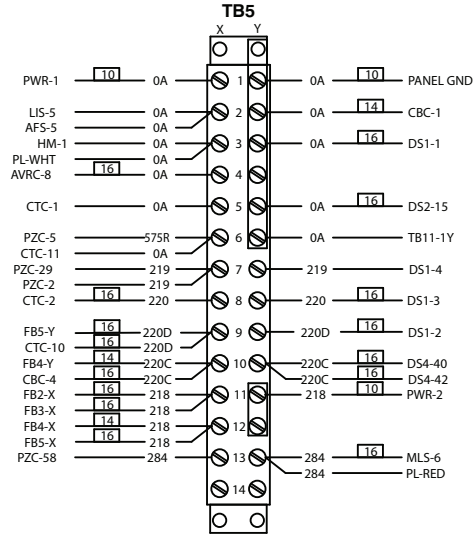 TB5
X Y
10 10
PWR-1 0A 1 0A PANEL GND
14
LIS-5 0A 2 0A CBC-1
AFS-5 0A
16
HM-1 0A 3 0A DS1-1
PL-WHT 0A
16
AVRC-8 0A 4
16
CTC-1 0A 5 0A DS2-15
PZC-5 575R 6 0A TB11-1Y
CTC-11 0A
PZC-29 219 7 219 DS1-4
PZC-2 219
16 16
CTC-2 220 8 220 DS1-3
16 16
FB5-Y 220D 9 220D DS1-2
16
CTC-10 220D
14 16
FB4-Y 220C 10 220C DS4-40
16 16
CBC-4 220C 220C DS4-42
16 10
FB2-X 218 11 218 PWR-2
16
FB3-X 218
14
FB4-X 218 12
16
FB5-X 218
16
PZC-58 284 13 284 MLS-6
284 PL-RED
14